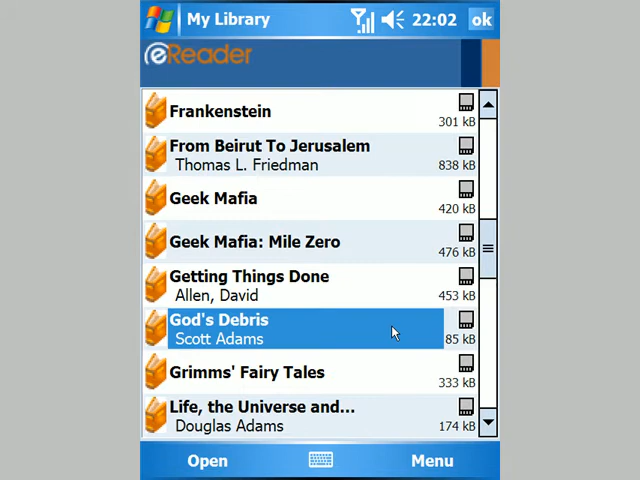 My Library 22:02 ok
eReader
Frankenstein
301 kB
From Beirut To Jerusalem
Thomas L. Friedman 838 kB
Geek Mafia
420 kB
Geek Mafia: Mile Zero
476 kB
Getting Things Done
Allen, David 453 kB
God's Debris
Scott Adams 85 kB
Grimms' Fairy Tales
333 kB
Life, the Universe and...
Douglas Adams 174 kB
Open Menu